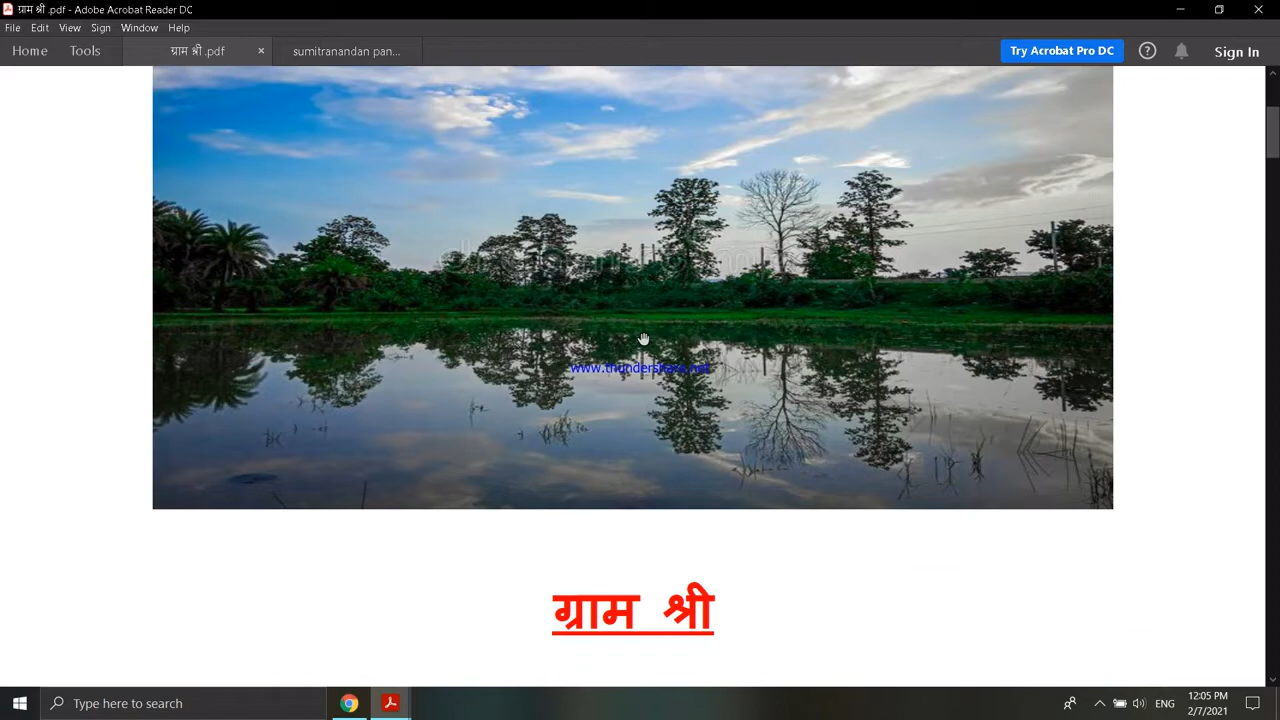 ग्राम श्री .pdf - Adobe Acrobat Reader DC
File Edit View Sign Window Help
Home Tools ग्राम श्री .pdf × sumitranandan pan... Try Acrobat Pro DC Sign In
www.thundershare.net
ग्राम श्री
Type here to search
ENG
12:05 PM
2/7/2021